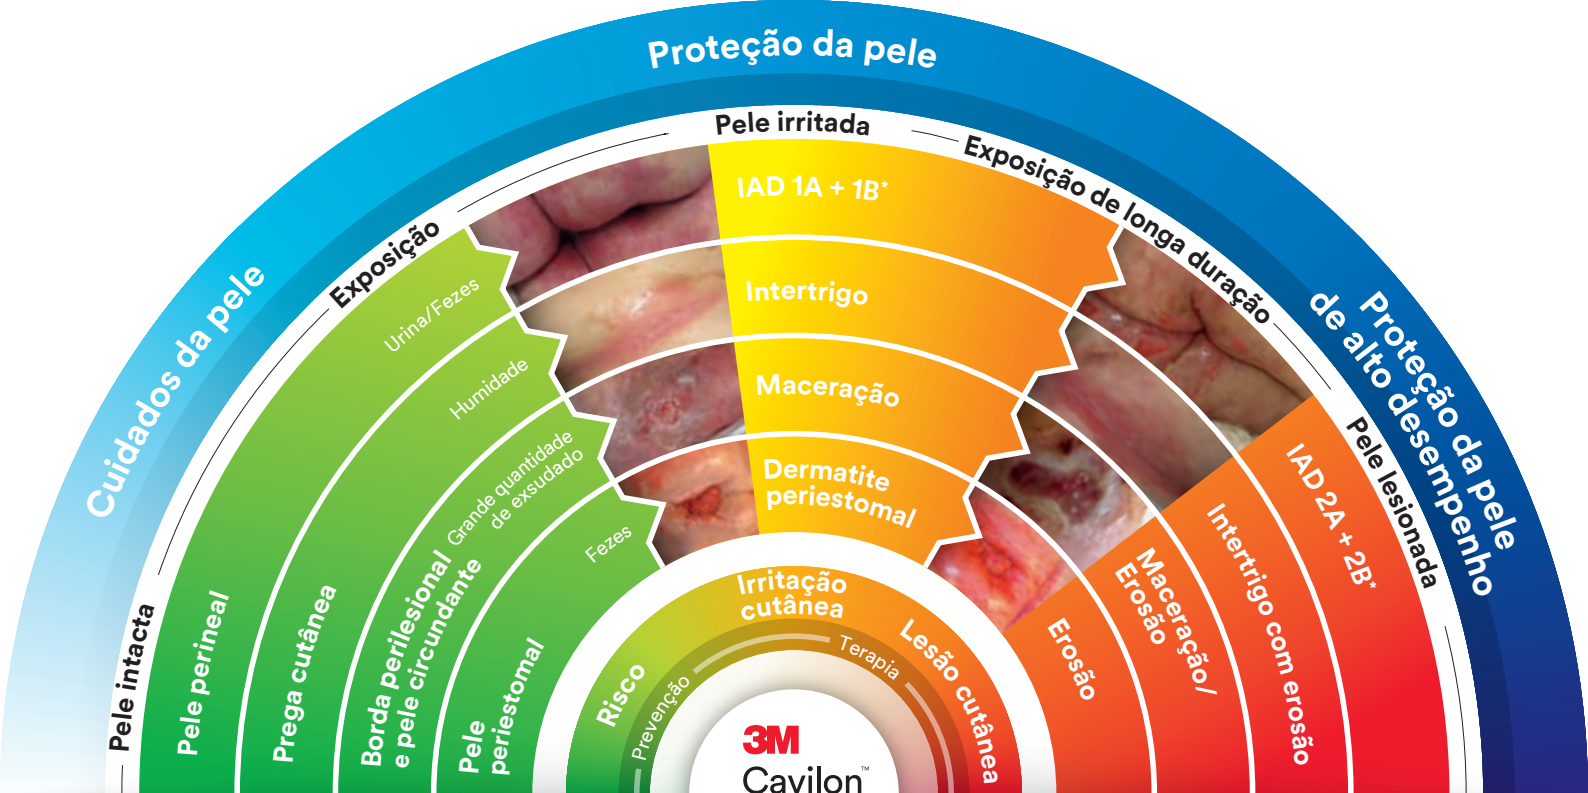 Proteção da pele
Cuidados da pele
Proteção da pele
de alto desempenho
Pele intacta
Exposição
Pele irritada
Exposição de longa duração
Pele lesionada
Urina/Fezes
Pele perineal
IAD 1A + 1B*
IAD 2A + 2B*
Humidade
Prega cutânea
Intertrigo
Intertrigo com erosão
Grande quantidade
de exsudado
Borda perilesional
e pele circundante
Maceração
Maceração/
Erosão
Fezes
Pele
periestomal
Dermatite
periestomal
Erosão
Risco
Irritação
cutânea
Lesão cutânea
Prevenção
Terapia
3M
Cavilon™